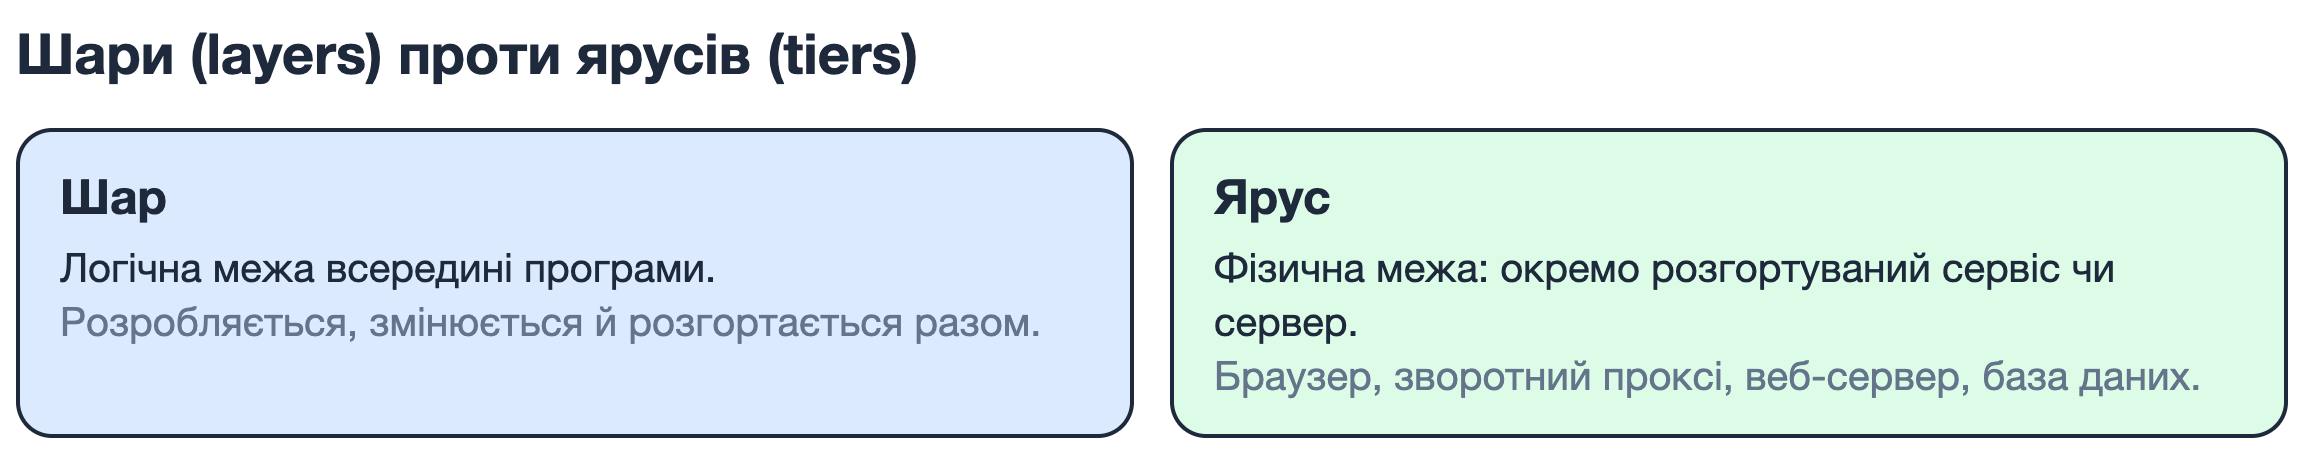 Шари (layers) проти ярусів (tiers)
Шар
Логічна межа всередині програми.
Розробляється, змінюється й розгортається разом.
Ярус
Фізична межа: окремо розгортуваний сервіс чи
сервер.
Браузер, зворотний проксі, веб-сервер, база даних.